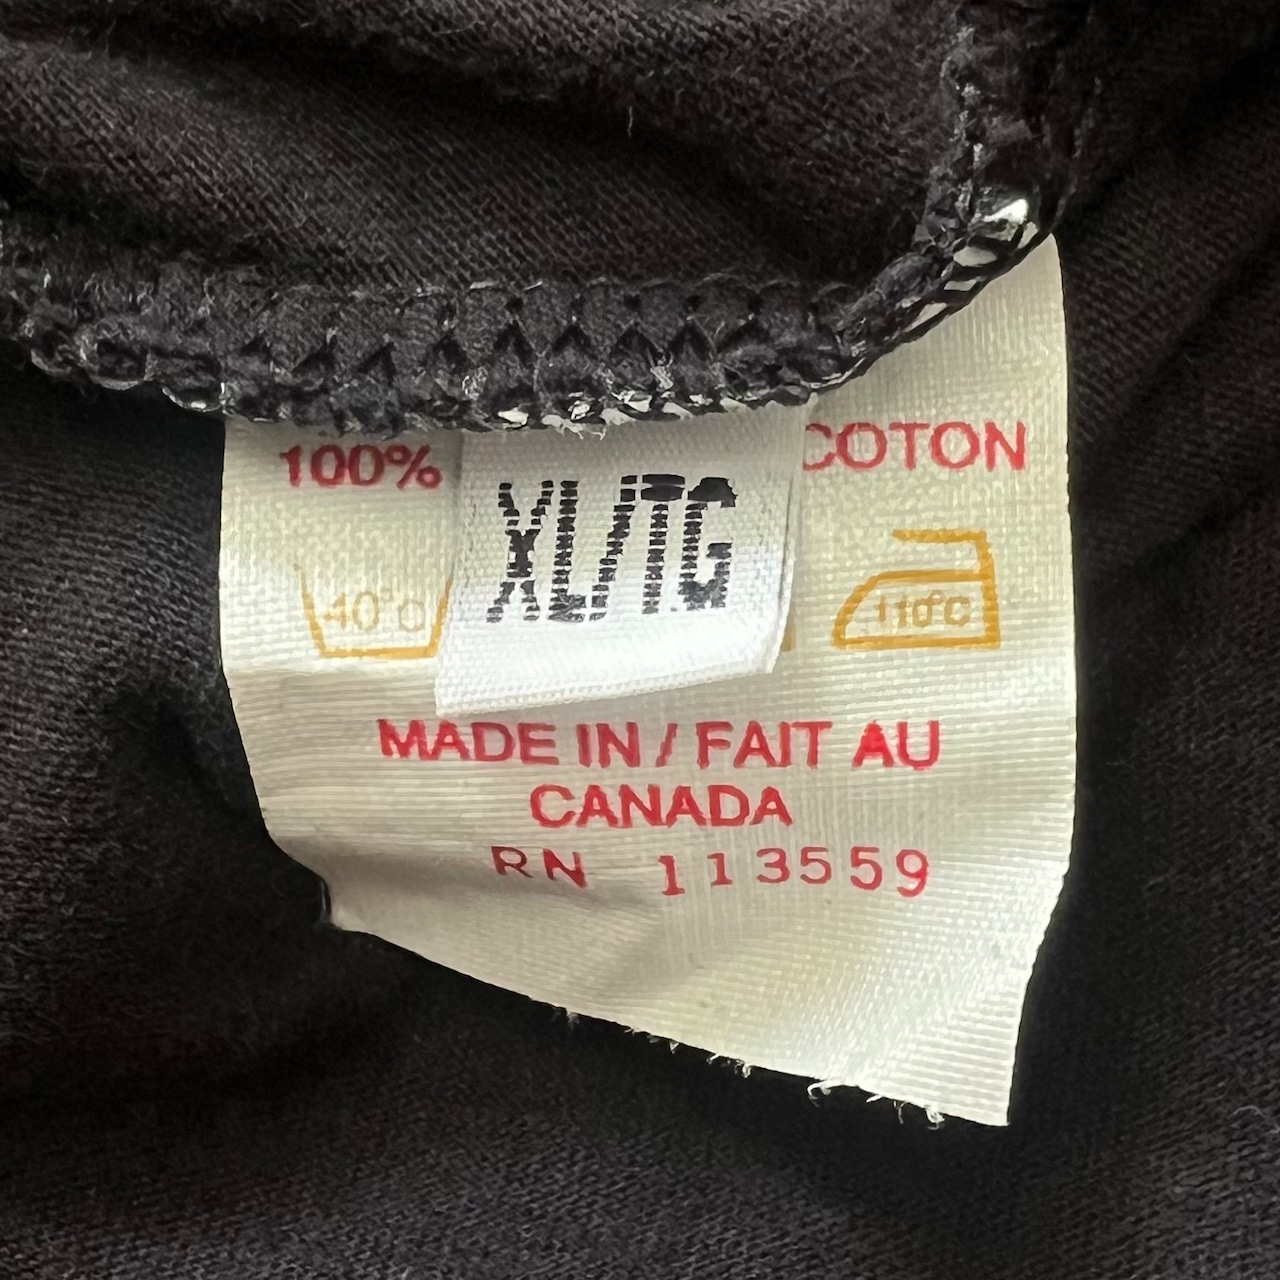 100% COTON
XL/TG
40°C 110°C
MADE IN / FAIT AU
CANADA
RN 113559